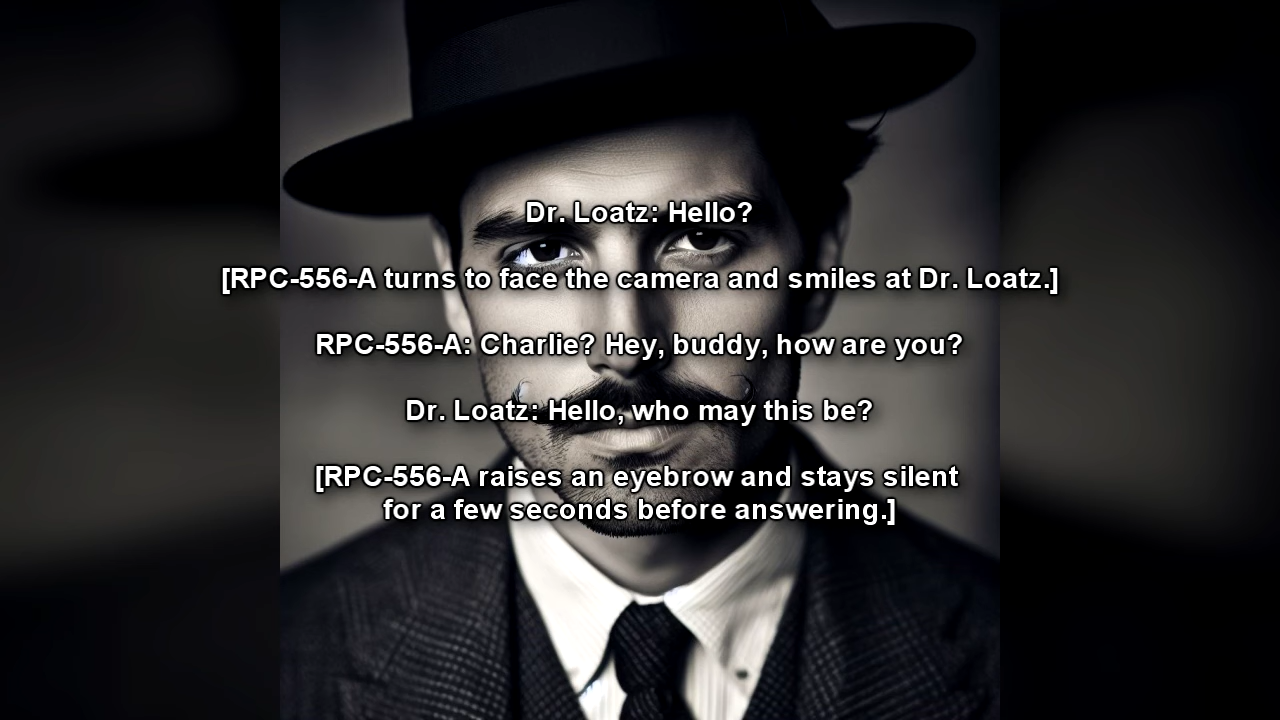 Dr. Loatz: Hello?
[RPC-556-A turns to face the camera and smiles at Dr. Loatz.]
RPC-556-A: Charlie? Hey, buddy, how are you?
Dr. Loatz: Hello, who may this be?
[RPC-556-A raises an eyebrow and stays silent
for a few seconds before answering.]